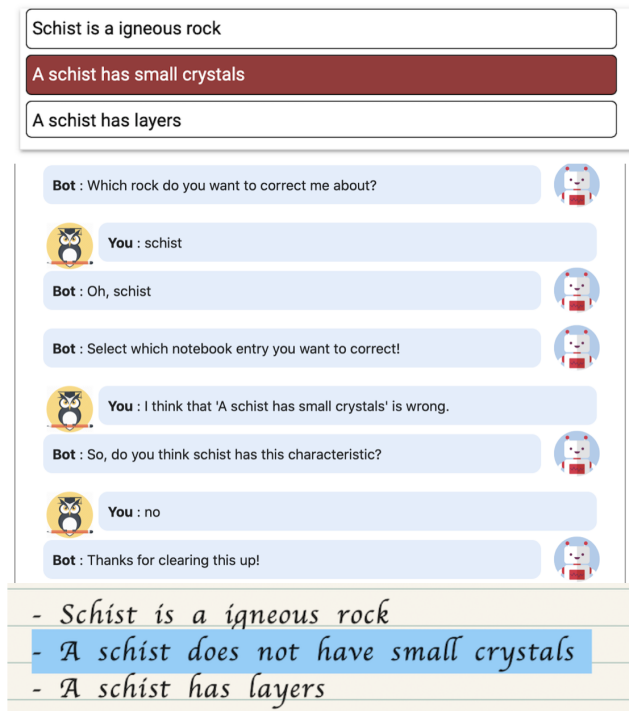 Schist is a igneous rock
A schist has small crystals
A schist has layers
Bot : Which rock do you want to correct me about?
You : schist
Bot : Oh, schist
Bot : Select which notebook entry you want to correct!
You : I think that 'A schist has small crystals' is wrong.
Bot : So, do you think schist has this characteristic?
You : no
Bot : Thanks for clearing this up!
- Schist is a igneous rock
- A schist does not have small crystals
- A schist has layers